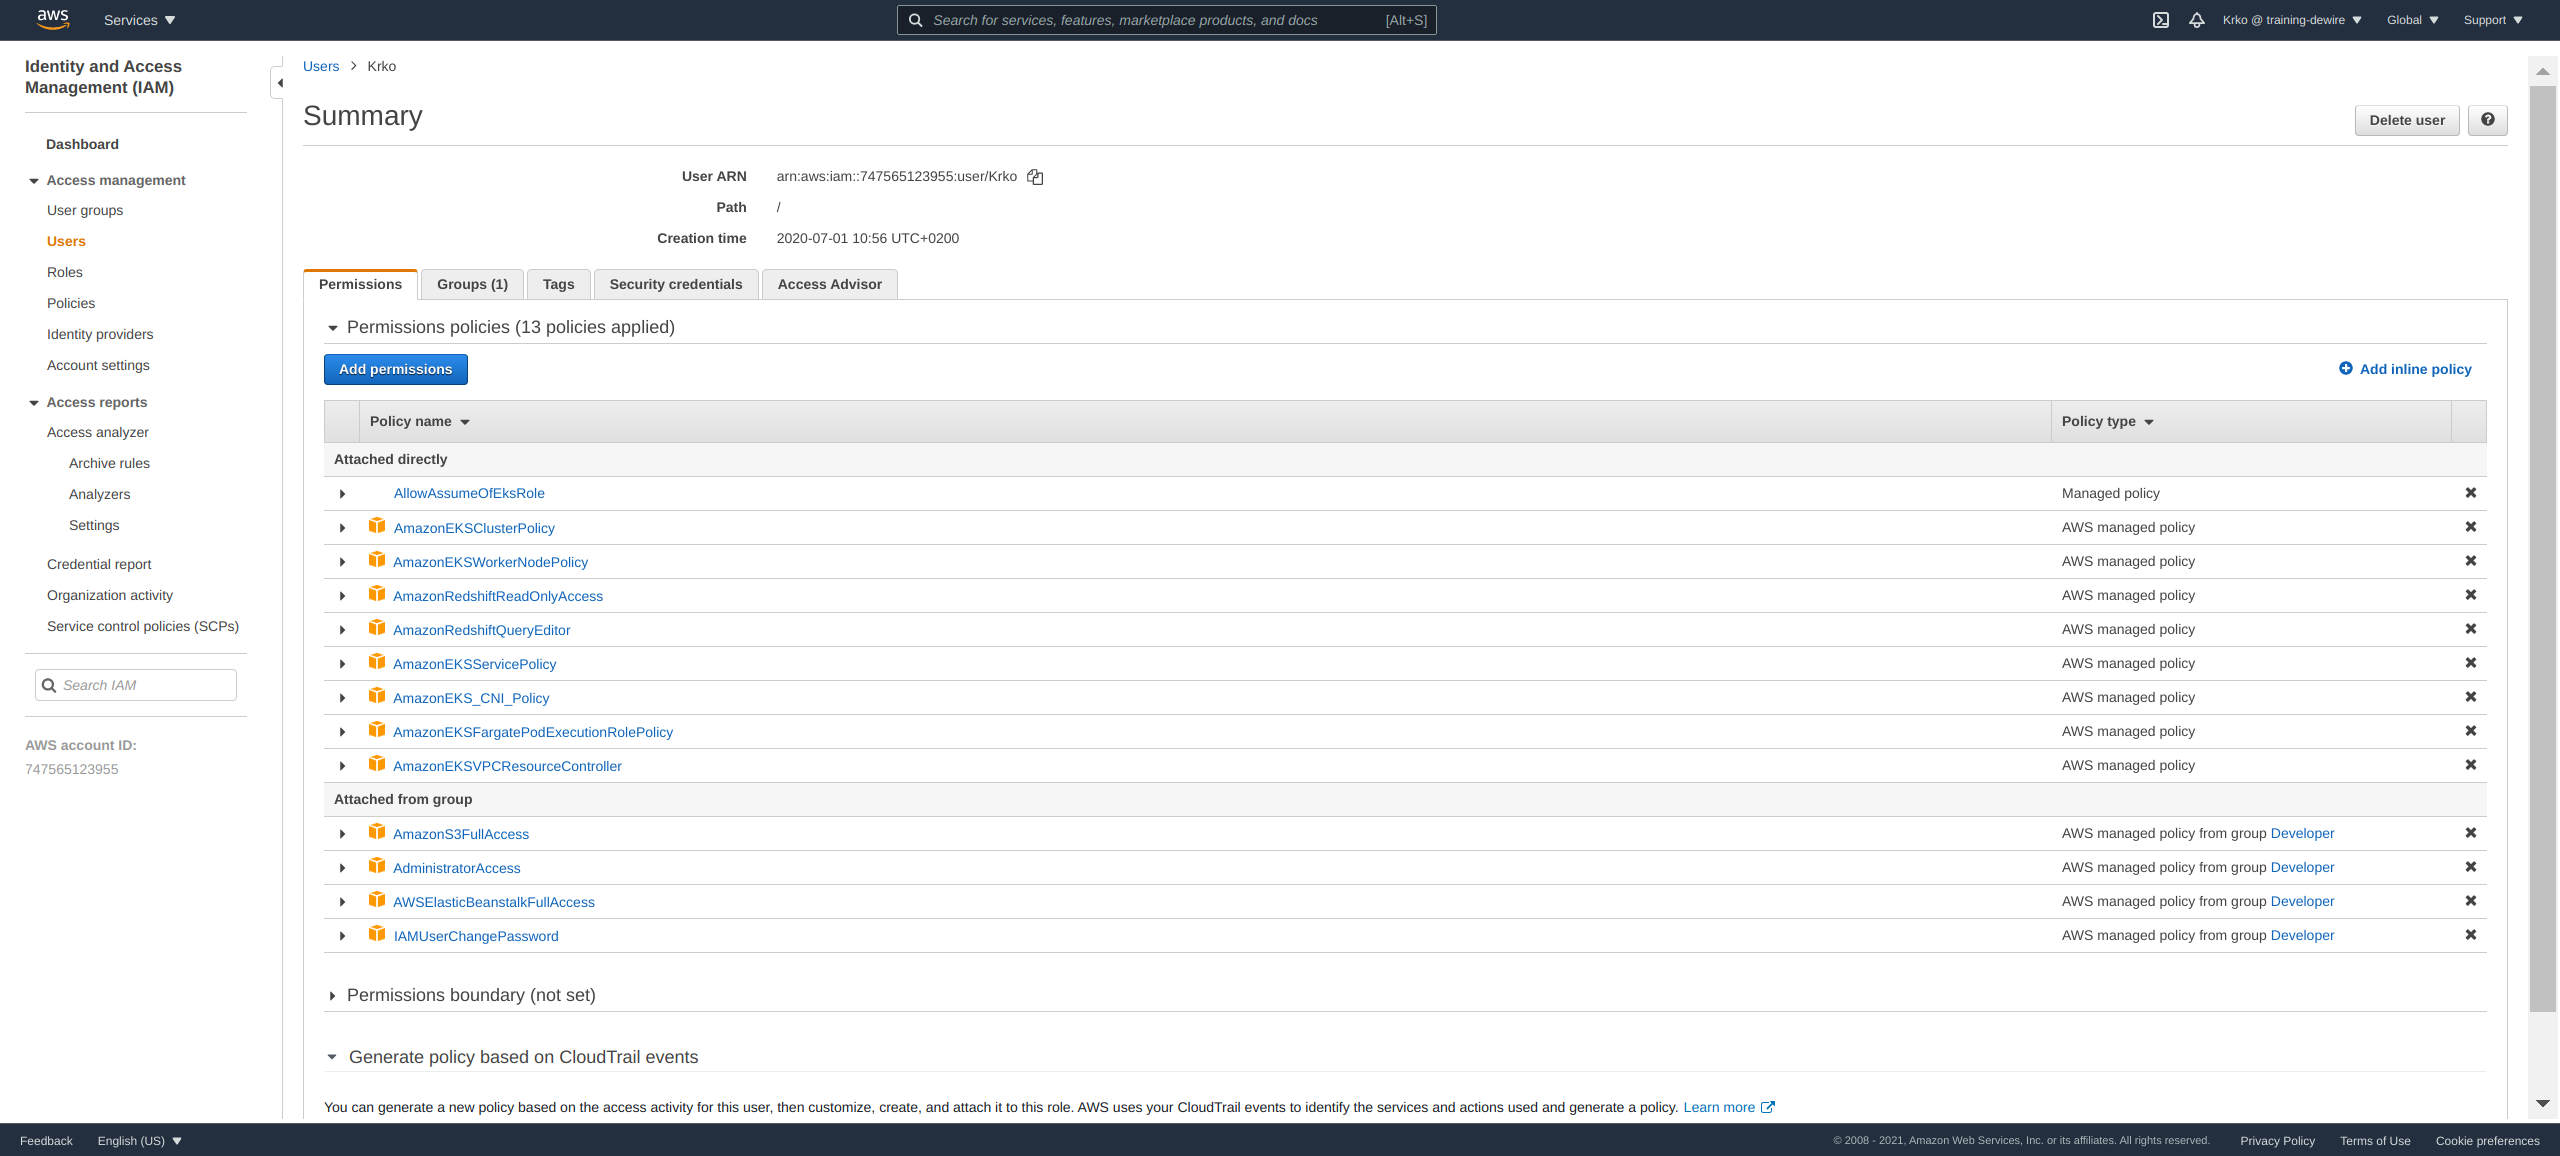 aws
Services
Search for services, features, marketplace products, and docs [Alt+S]
Krko @ training-dewire
Global
Support
Identity and Access
Management (IAM)
Dashboard
Access management
User groups
Users
Roles
Policies
Identity providers
Account settings
Access reports
Access analyzer
Archive rules
Analyzers
Settings
Credential report
Organization activity
Service control policies (SCPs)
Search IAM
AWS account ID:
747565123955
Users > Krko
Summary
Delete user
User ARN arn:aws:iam::747565123955:user/Krko
Path /
Creation time 2020-07-01 10:56 UTC+0200
Permissions Groups (1) Tags Security credentials Access Advisor
Permissions policies (13 policies applied)
Add permissions
Add inline policy
Policy name Policy type
Attached directly
AllowAssumeOfEksRole Managed policy
AmazonEKSClusterPolicy AWS managed policy
AmazonEKSWorkerNodePolicy AWS managed policy
AmazonRedshiftReadOnlyAccess AWS managed policy
AmazonRedshiftQueryEditor AWS managed policy
AmazonEKSServicePolicy AWS managed policy
AmazonEKS_CNI_Policy AWS managed policy
AmazonEKSFargatePodExecutionRolePolicy AWS managed policy
AmazonEKSVPCResourceController AWS managed policy
Attached from group
AmazonS3FullAccess AWS managed policy from group Developer
AdministratorAccess AWS managed policy from group Developer
AWSElasticBeanstalkFullAccess AWS managed policy from group Developer
IAMUserChangePassword AWS managed policy from group Developer
Permissions boundary (not set)
Generate policy based on CloudTrail events
You can generate a new policy based on the access activity for this user, then customize, create, and attach it to this role. AWS uses your CloudTrail events to identify the services and actions used and generate a policy. Learn more
Feedback English (US)
© 2008 - 2021, Amazon Web Services, Inc. or its affiliates. All rights reserved. Privacy Policy Terms of Use Cookie preferences